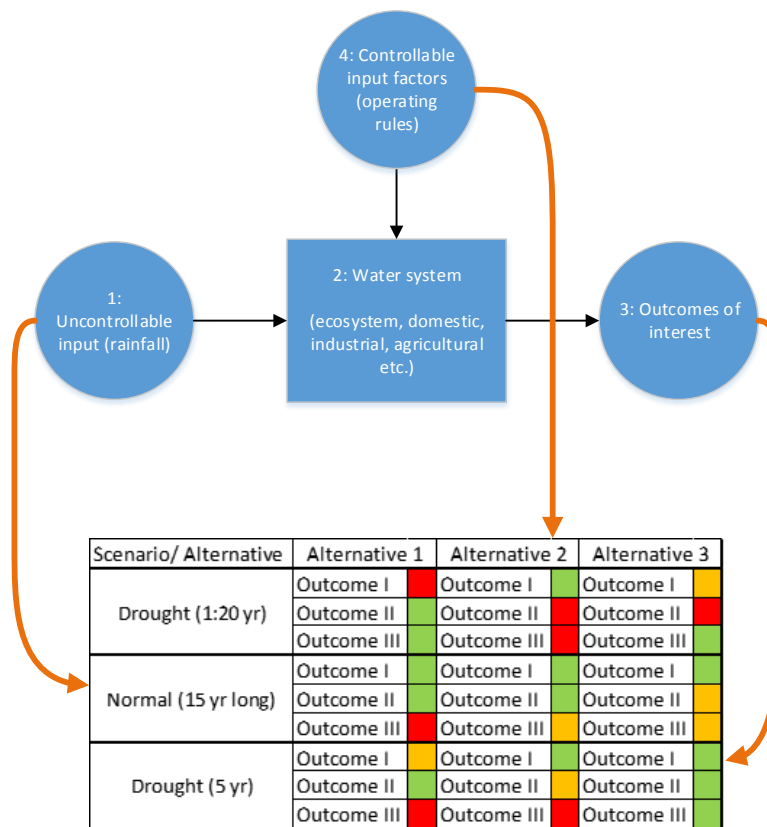 4: Controllable
input factors
(operating
rules)
1:
Uncontrollable
input (rainfall)
2: Water system
(ecosystem, domestic,
industrial, agricultural
etc.)
3: Outcomes of
interest
Scenario/ Alternative Alternative 1 Alternative 2 Alternative 3
Drought (1:20 yr)
Outcome I Outcome I Outcome I
Outcome II Outcome II Outcome II
Outcome III Outcome III Outcome III
Normal (15 yr long)
Outcome I Outcome I Outcome I
Outcome II Outcome II Outcome II
Outcome III Outcome III Outcome III
Drought (5 yr)
Outcome I Outcome I Outcome I
Outcome II Outcome II Outcome II
Outcome III Outcome III Outcome III